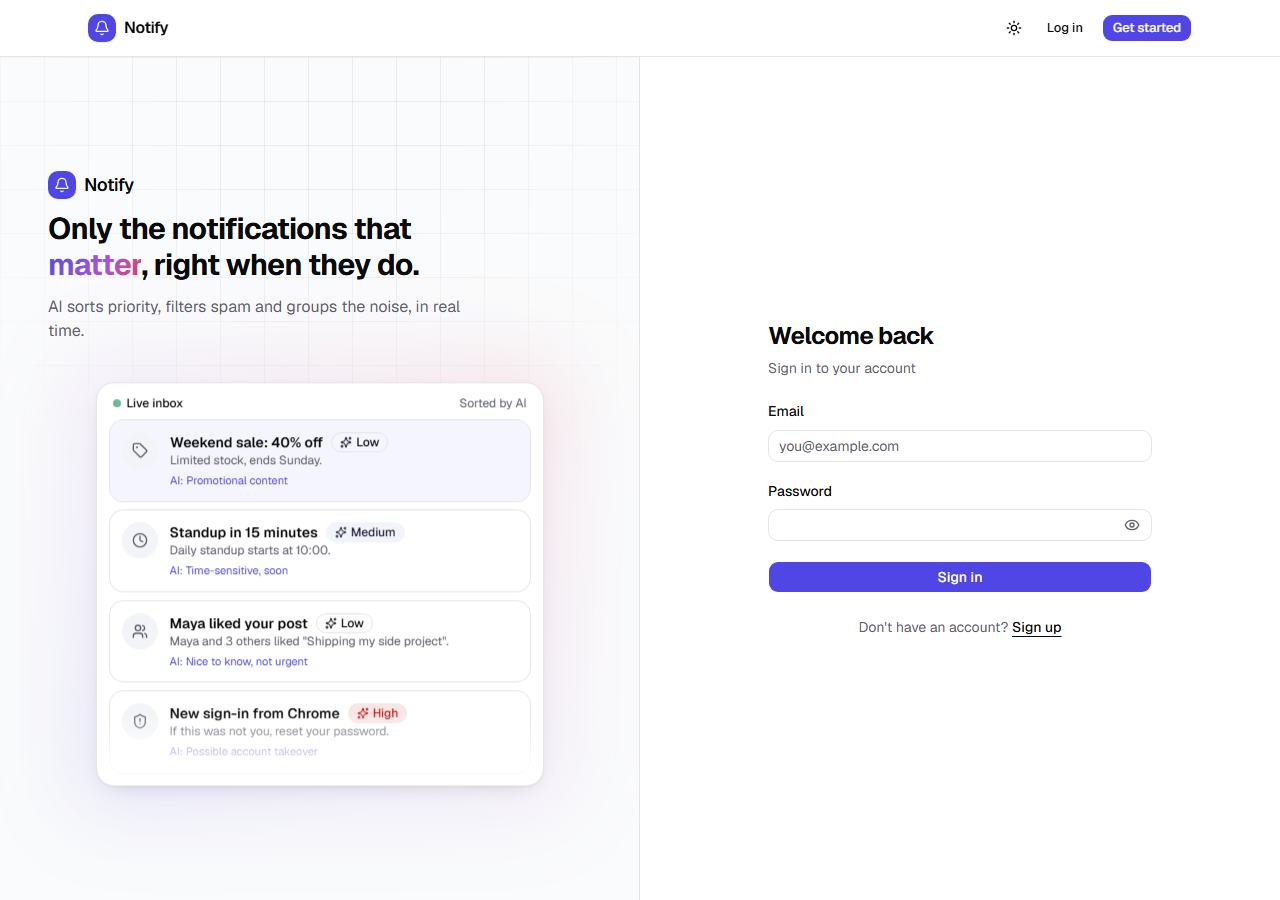 Notify
Log in
Get started
Notify
Only the notifications that
matter, right when they do.
AI sorts priority, filters spam and groups the noise, in real
time.
Live inbox
Sorted by AI
Weekend sale: 40% off
Low
Limited stock, ends Sunday.
AI: Promotional content
Standup in 15 minutes
Medium
Daily standup starts at 10:00.
AI: Time-sensitive, soon
Maya liked your post
Low
Maya and 3 others liked "Shipping my side project".
AI: Nice to know, not urgent
New sign-in from Chrome
High
If this was not you, reset your password.
AI: Possible account takeover
Welcome back
Sign in to your account
Email
you@example.com
Password
Sign in
Don't have an account? Sign up